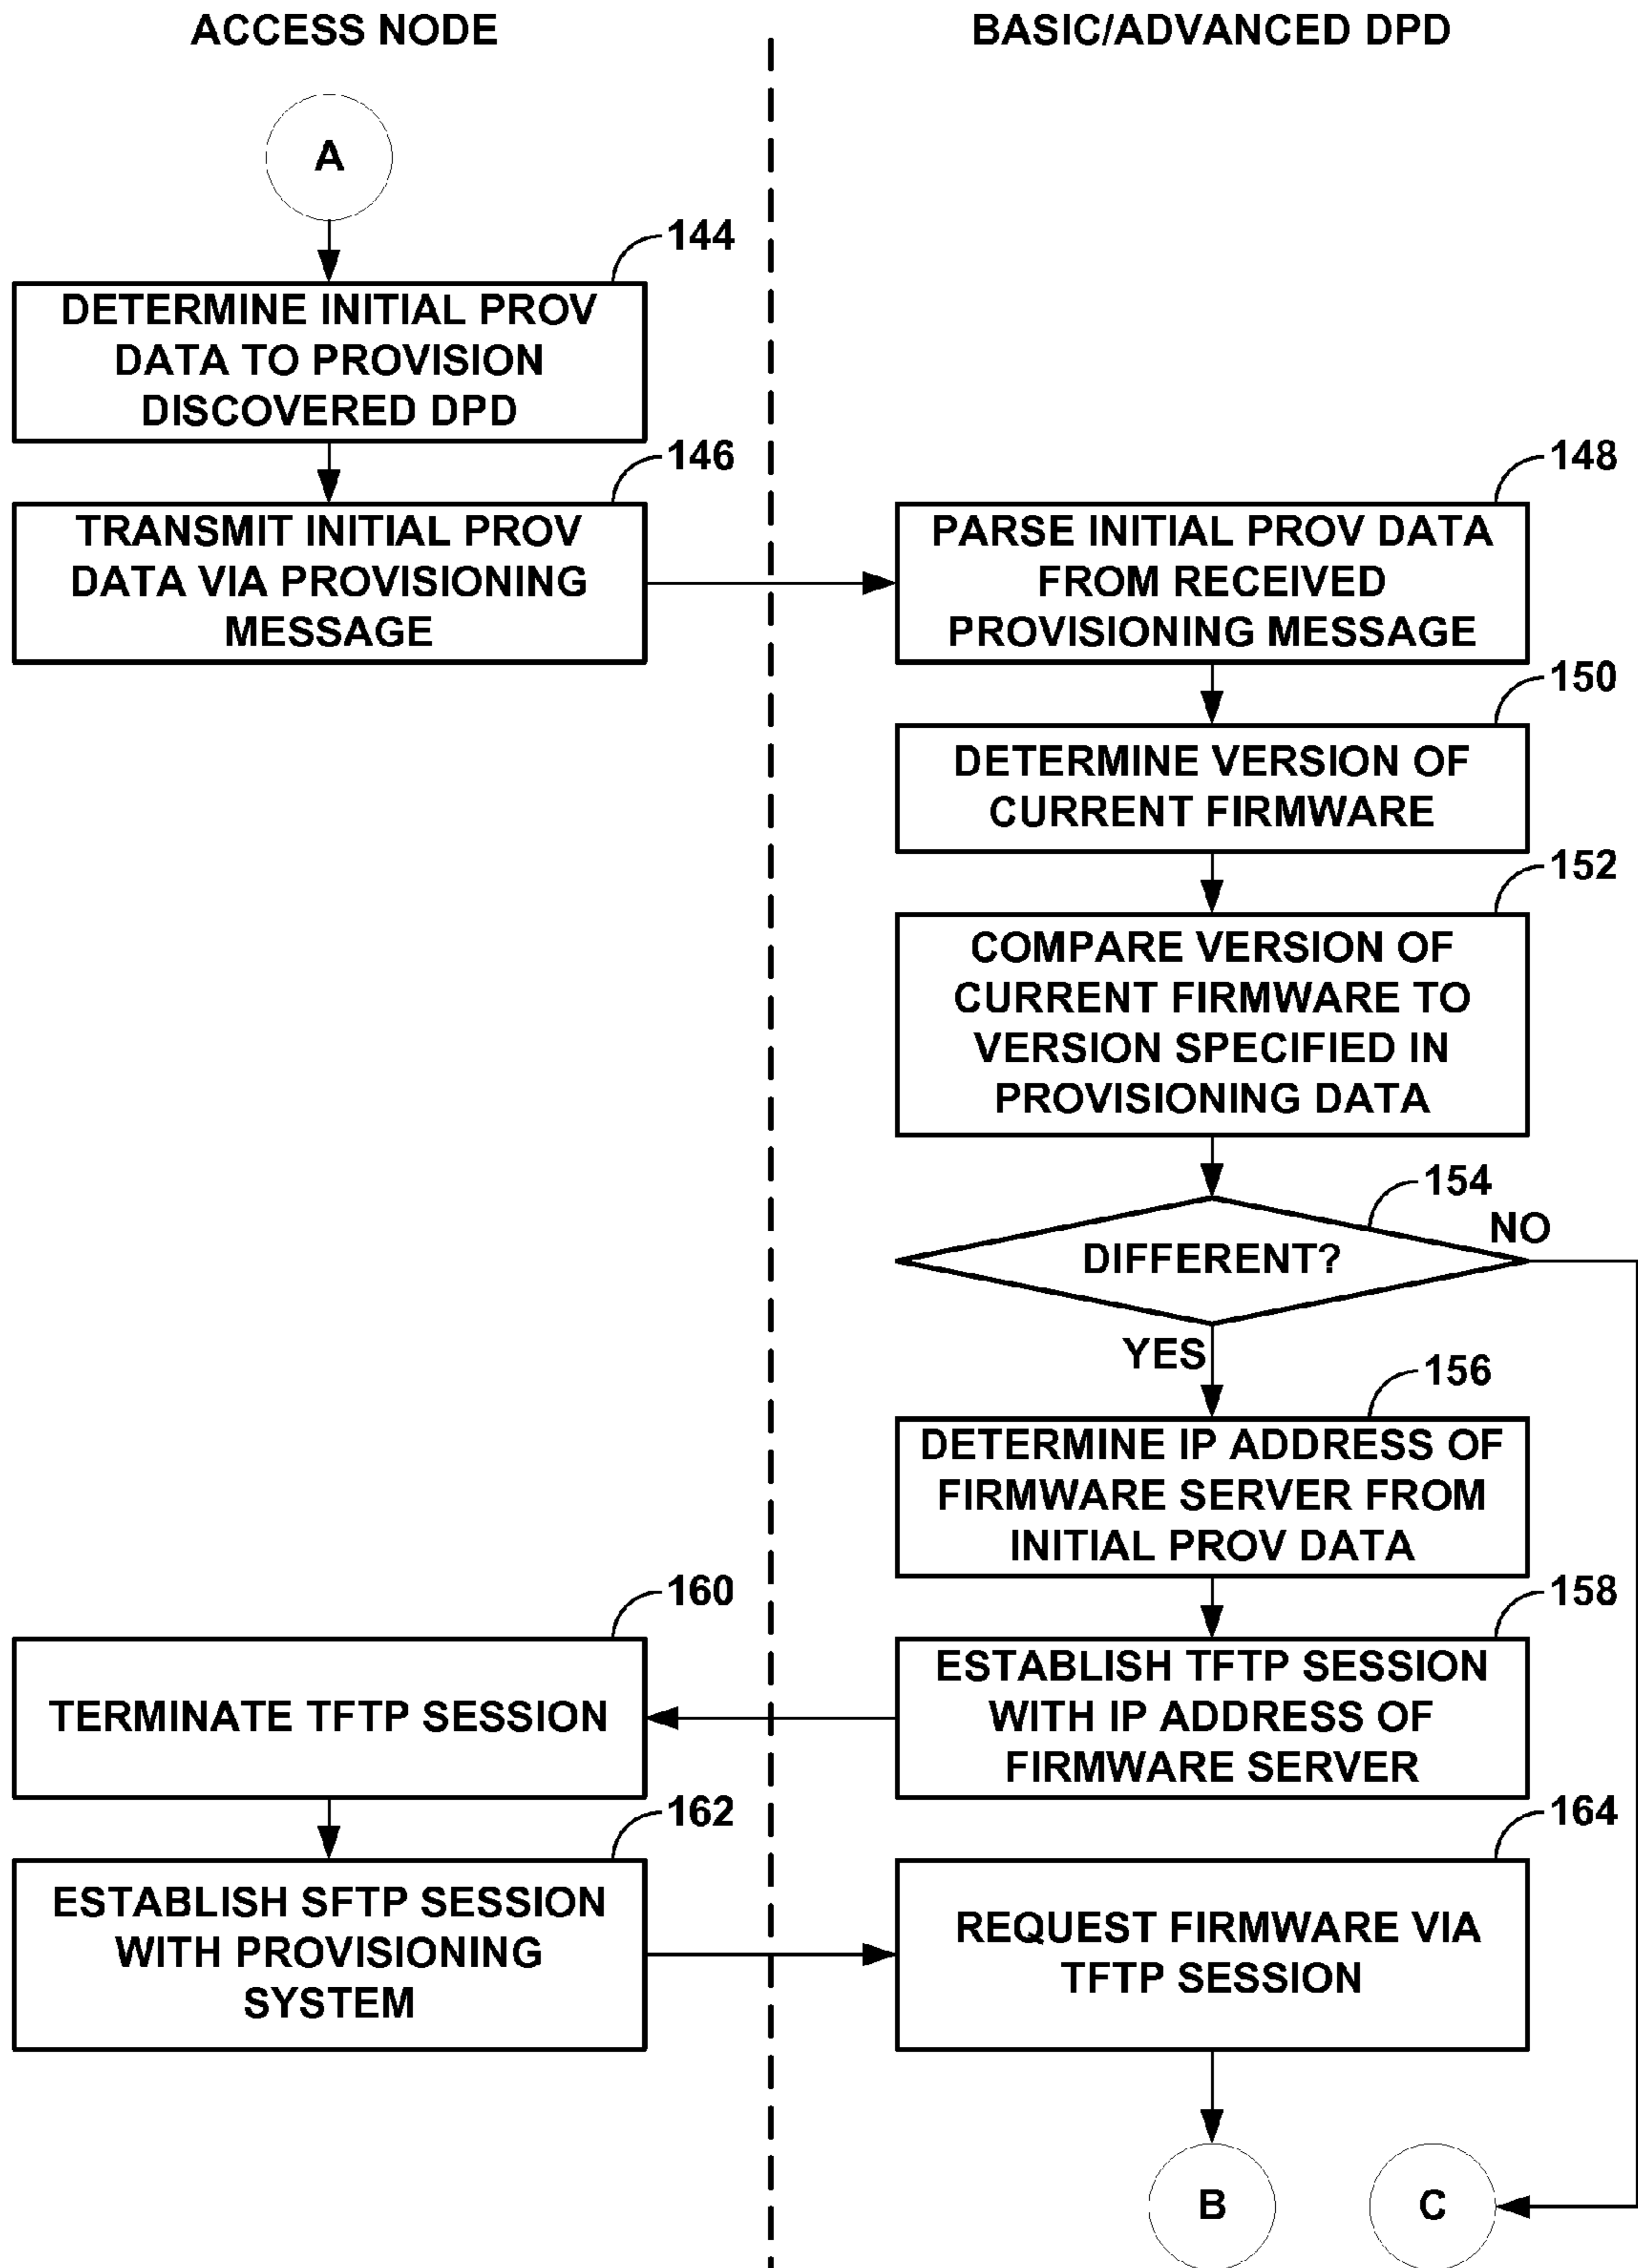 ACCESS NODE
BASIC/ADVANCED DPD
A
144
DETERMINE INITIAL PROV
DATA TO PROVISION
DISCOVERED DPD
146
TRANSMIT INITIAL PROV
DATA VIA PROVISIONING
MESSAGE
148
PARSE INITIAL PROV DATA
FROM RECEIVED
PROVISIONING MESSAGE
150
DETERMINE VERSION OF
CURRENT FIRMWARE
152
COMPARE VERSION OF
CURRENT FIRMWARE TO
VERSION SPECIFIED IN
PROVISIONING DATA
154
NO
DIFFERENT?
YES
156
DETERMINE IP ADDRESS OF
FIRMWARE SERVER FROM
INITIAL PROV DATA
158
ESTABLISH TFTP SESSION
WITH IP ADDRESS OF
FIRMWARE SERVER
160
TERMINATE TFTP SESSION
162
ESTABLISH SFTP SESSION
WITH PROVISIONING
SYSTEM
164
REQUEST FIRMWARE VIA
TFTP SESSION
B
C